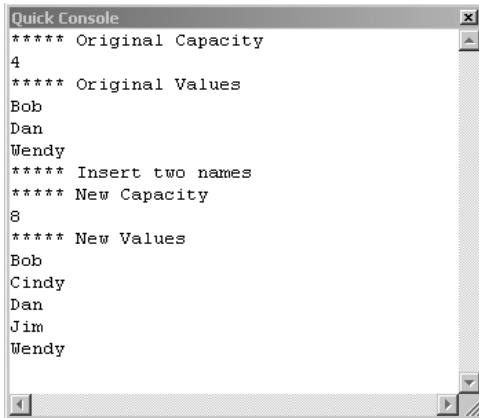 Quick Console
***** Original Capacity
4
***** Original Values
Bob
Dan
Wendy
***** Insert two names
***** New Capacity
8
***** New Values
Bob
Cindy
Dan
Jim
Wendy